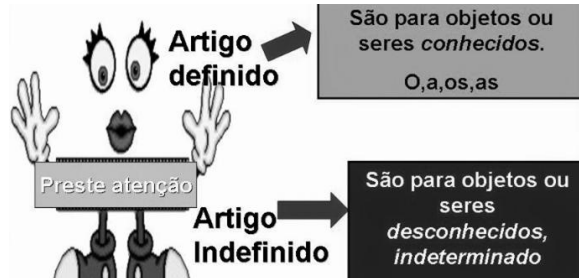 Artigo
definido
São para objetos ou
seres conhecidos.
O,a,os,as
Preste atenção
Artigo
Indefinido
São para objetos ou
seres
desconhecidos,
indeterminado